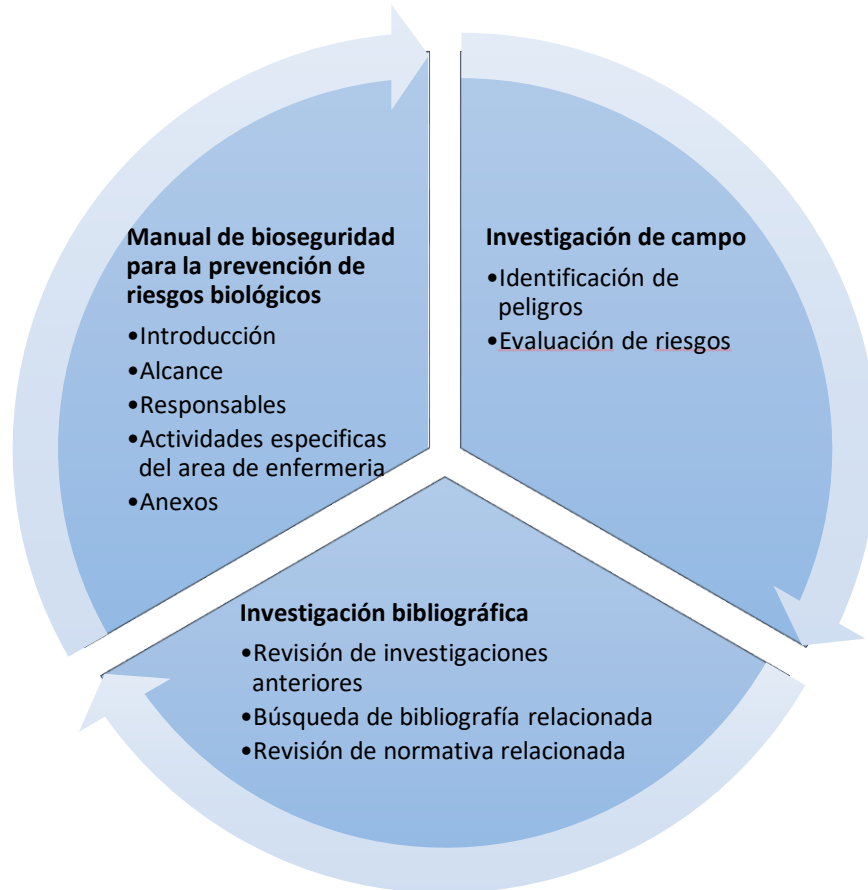 Manual de bioseguridad
para la prevención de
riesgos biológicos
•Introducción
•Alcance
•Responsables
•Actividades especificas
del area de enfermeria
•Anexos
Investigación de campo
•Identificación de
peligros
•Evaluación de riesgos
Investigación bibliográfica
•Revisión de investigaciones
anteriores
•Búsqueda de bibliografía relacionada
•Revisión de normativa relacionada